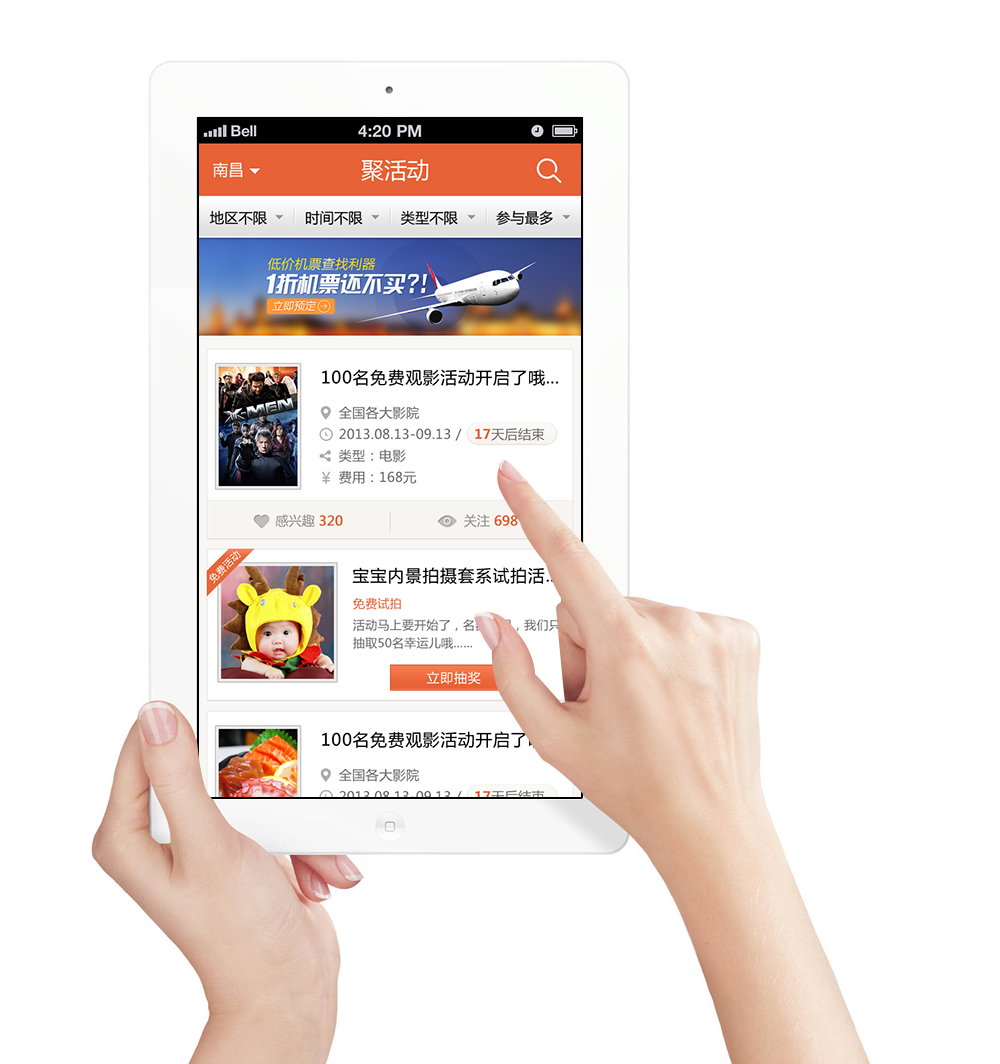 Bell
4:20 PM
南昌
聚活动
地区不限
时间不限
类型不限
参与最多
低价机票查找利器
1折机票还不买?!
立即预定
X-MEN
100名免费观影活动开启了哦...
全国各大影院
2013.08.13-09.13 / 17天后结束
类型：电影
¥ 费用：168元
感兴趣 320
关注 698
免费活动
宝宝内景拍摄套系试拍活...
免费试拍
活动马上要开始了，名 ，我们只
抽取50名幸运儿哦......
立即抽奖
100名免费观影活动开启了
全国各大影院
2013.08.13-09.13 / 17天后结束